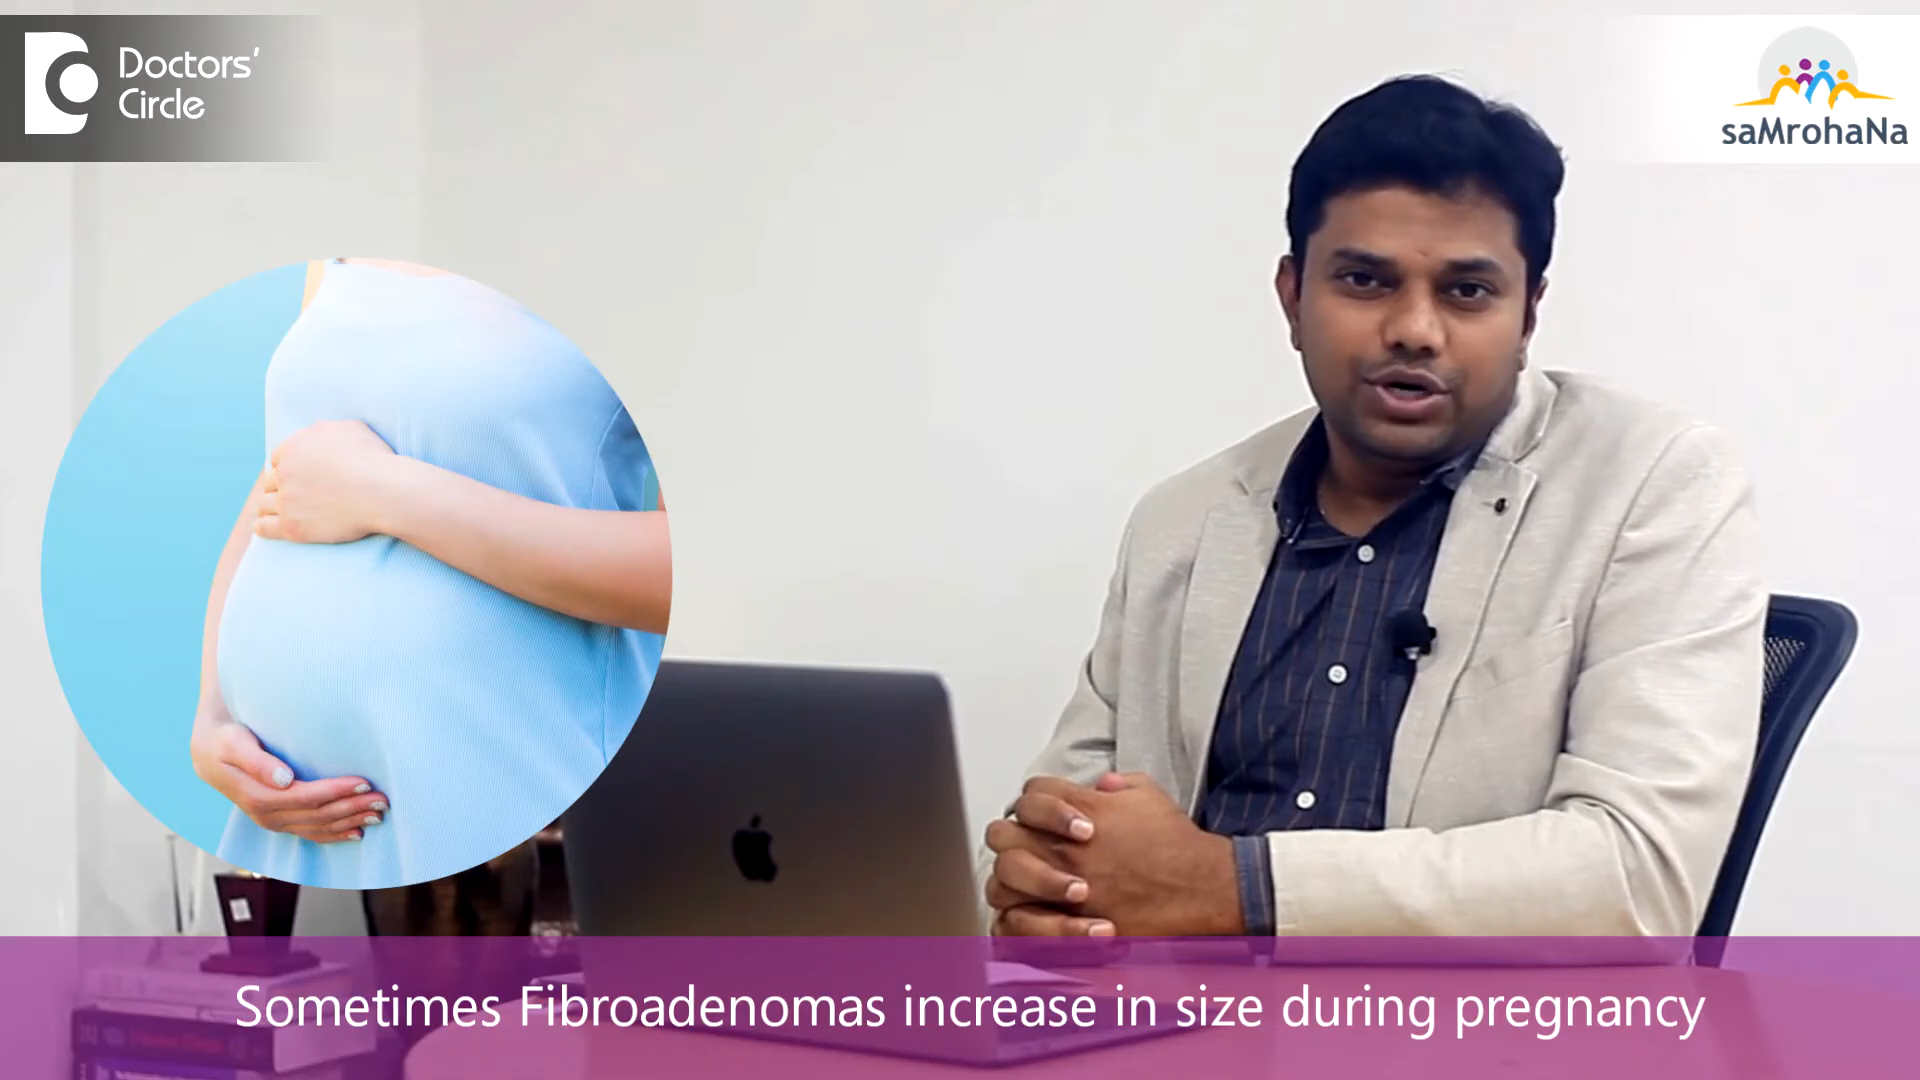 Doctors'
Circle
saMrohaNa
Sometimes Fibroadenomas increase in size during pregnancy